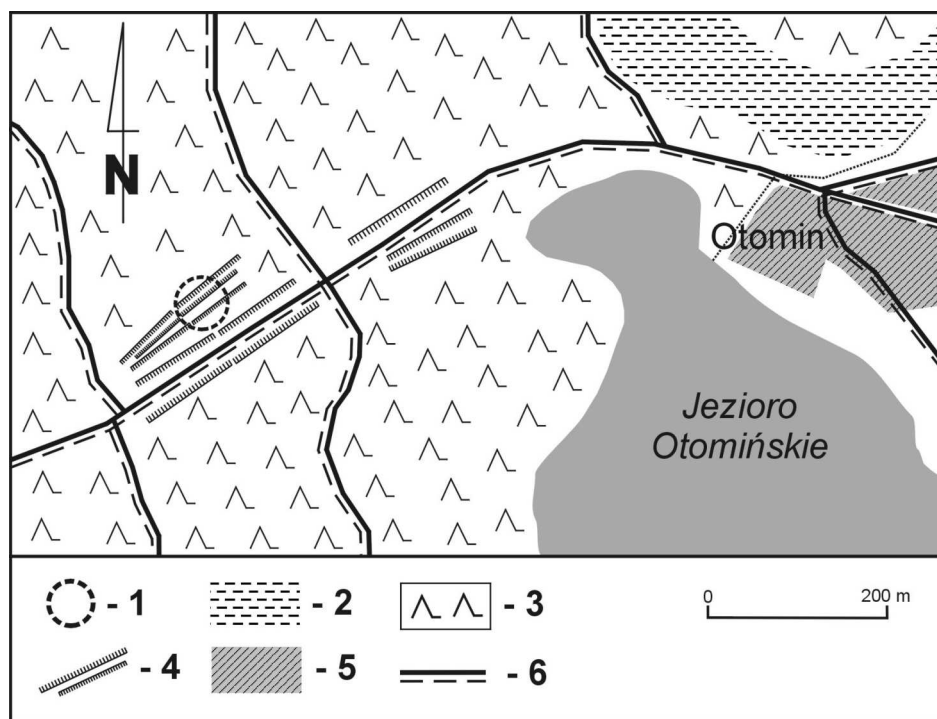 N
Otomin
Jezioro
Otomińskie
- 1
- 2
- 3
0
200 m
- 4
- 5
- 6